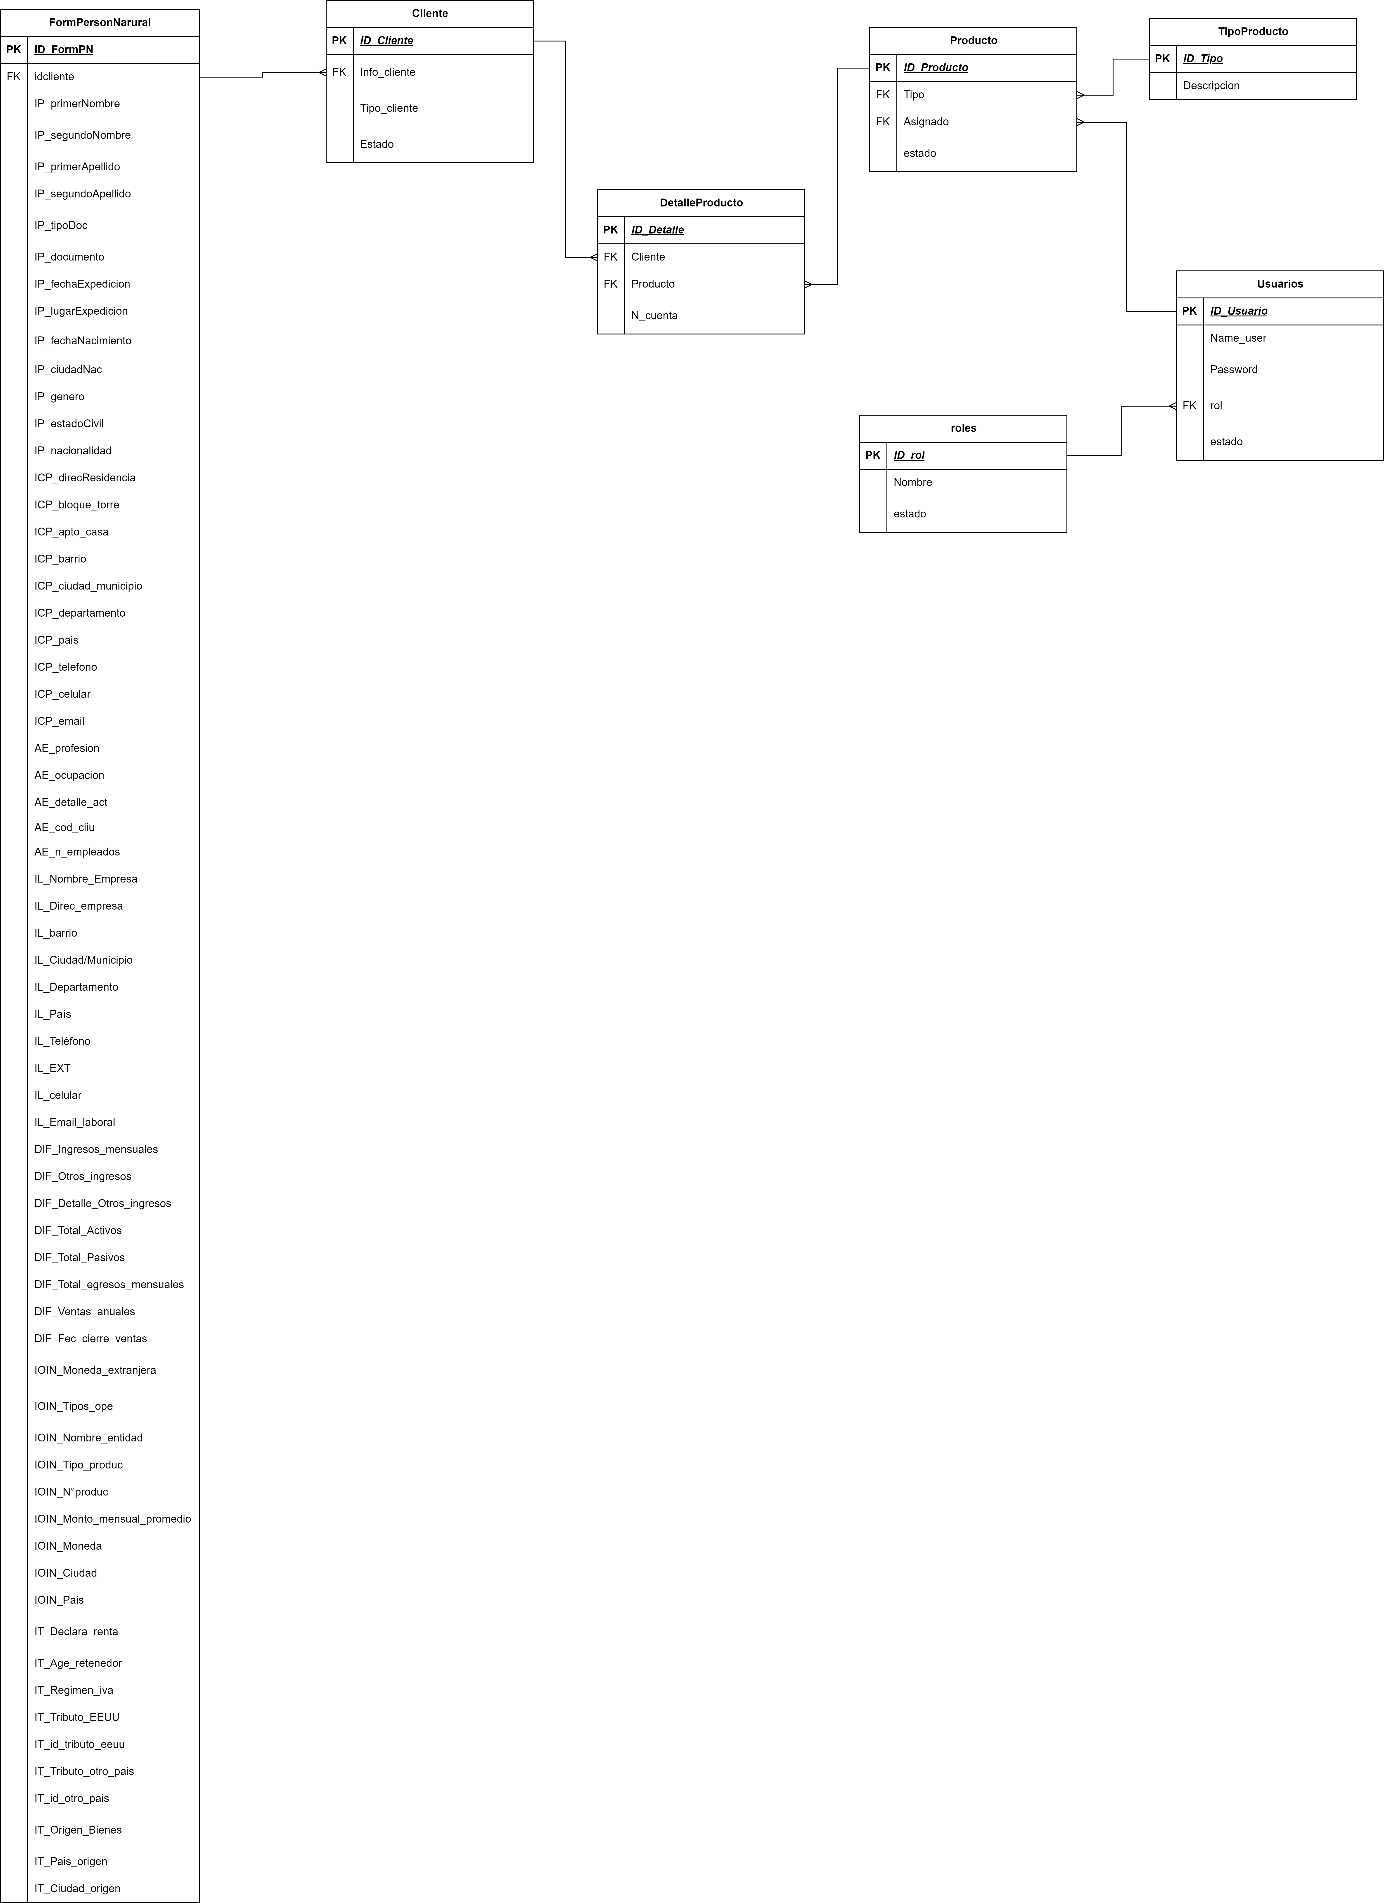 FormPersonNarural
PK ID_FormPN
FK idcliente
IP_primerNombre
IP_segundoNombre
IP_primerApellido
IP_segundoApellido
IP_tipoDoc
IP_documento
IP_fechaExpedicion
IP_lugarExpedicion
IP_fechaNacimiento
IP_ciudadNac
IP_genero
IP_estadoCivil
IP_nacionalidad
ICP_direcResidencia
ICP_bloque_torre
ICP_apto_casa
ICP_barrio
ICP_ciudad_municipio
ICP_departamento
ICP_pais
ICP_telefono
ICP_celular
ICP_email
AE_profesion
AE_ocupacion
AE_detalle_act
AE_cod_ciiu
AE_n_empleados
IL_Nombre_Empresa
IL_Direc_empresa
IL_barrio
IL_Ciudad/Municipio
IL_Departamento
IL_Pais
IL_Teléfono
IL_EXT
IL_celular
IL_Email_laboral
DIF_Ingresos_mensuales
DIF_Otros_ingresos
DIF_Detalle_Otros_ingresos
DIF_Total_Activos
DIF_Total_Pasivos
DIF_Total_egresos_mensuales
DIF_Ventas_anuales
DIF_Fec_cierre_ventas
IOIN_Moneda_extranjera
IOIN_Tipos_ope
IOIN_Nombre_entidad
IOIN_Tipo_produc
IOIN_N°produc
IOIN_Monto_mensual_promedio
IOIN_Moneda
IOIN_Ciudad
IOIN_Pais
IT_Declara_renta
IT_Age_retenedor
IT_Regimen_iva
IT_Tributo_EEUU
IT_id_tributo_eeuu
IT_Tributo_otro_pais
IT_id_otro_pais
IT_Origen_Bienes
IT_Pais_origen
IT_Ciudad_origen
Cliente
PK ID_Cliente
FK Info_cliente
Tipo_cliente
Estado
DetalleProducto
PK ID_Detalle
FK Cliente
FK Producto
N_cuenta
Producto
PK ID_Producto
FK Tipo
FK Asignado
estado
TipoProducto
PK ID_Tipo
Descripcion
Usuarios
PK ID_Usuario
Name_user
Password
FK rol
estado
roles
PK ID_rol
Nombre
estado